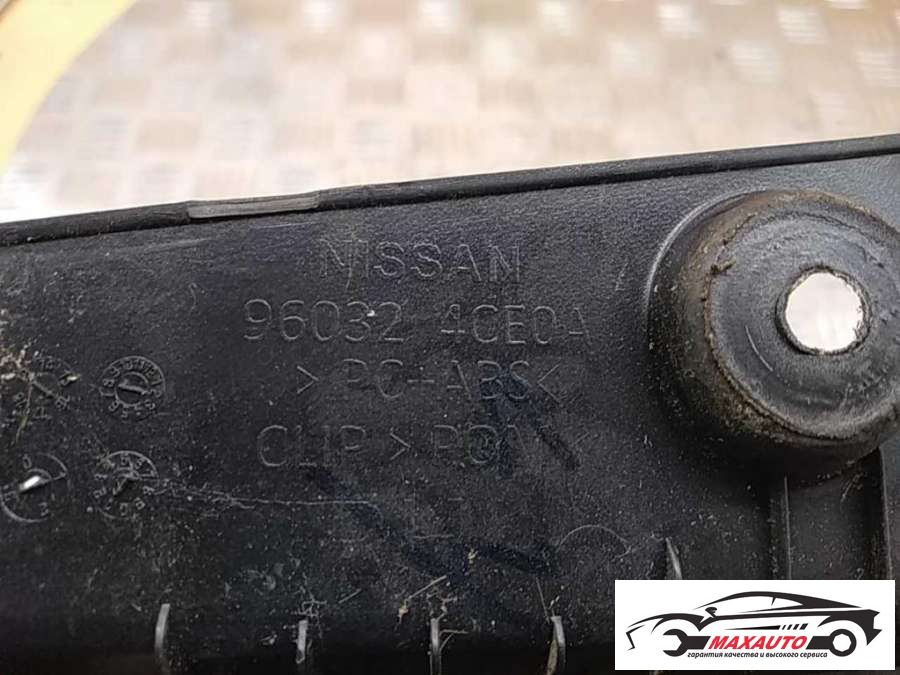 NISSAN
96032 4CE0A
>PC+ABS<
CLIP >POM<
MAXAUTO
гарантия качества и высокого сервиса